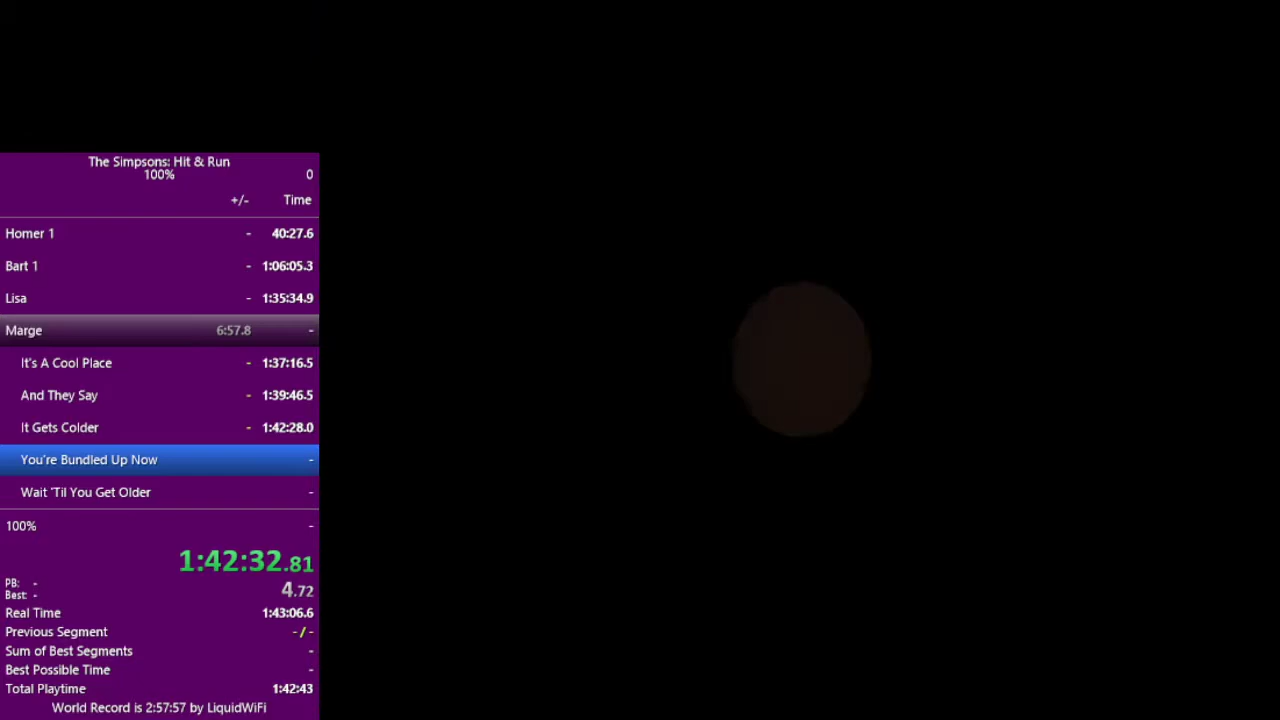 The Simpsons: Hit & Run
100% 0
+/- Time
Homer 1 - 40:27.6
Bart 1 - 1:06:05.3
Lisa - 1:35:34.9
Marge 6:57.8 -
It's A Cool Place - 1:37:16.5
And They Say - 1:39:46.5
It Gets Colder - 1:42:28.0
You're Bundled Up Now -
Wait 'Til You Get Older -
100% -
1:42:32.81
PB: - 4.72
Best: -
Real Time 1:43:06.6
Previous Segment - / -
Sum of Best Segments -
Best Possible Time -
Total Playtime 1:42:43
World Record is 2:57:57 by LiquidWiFi